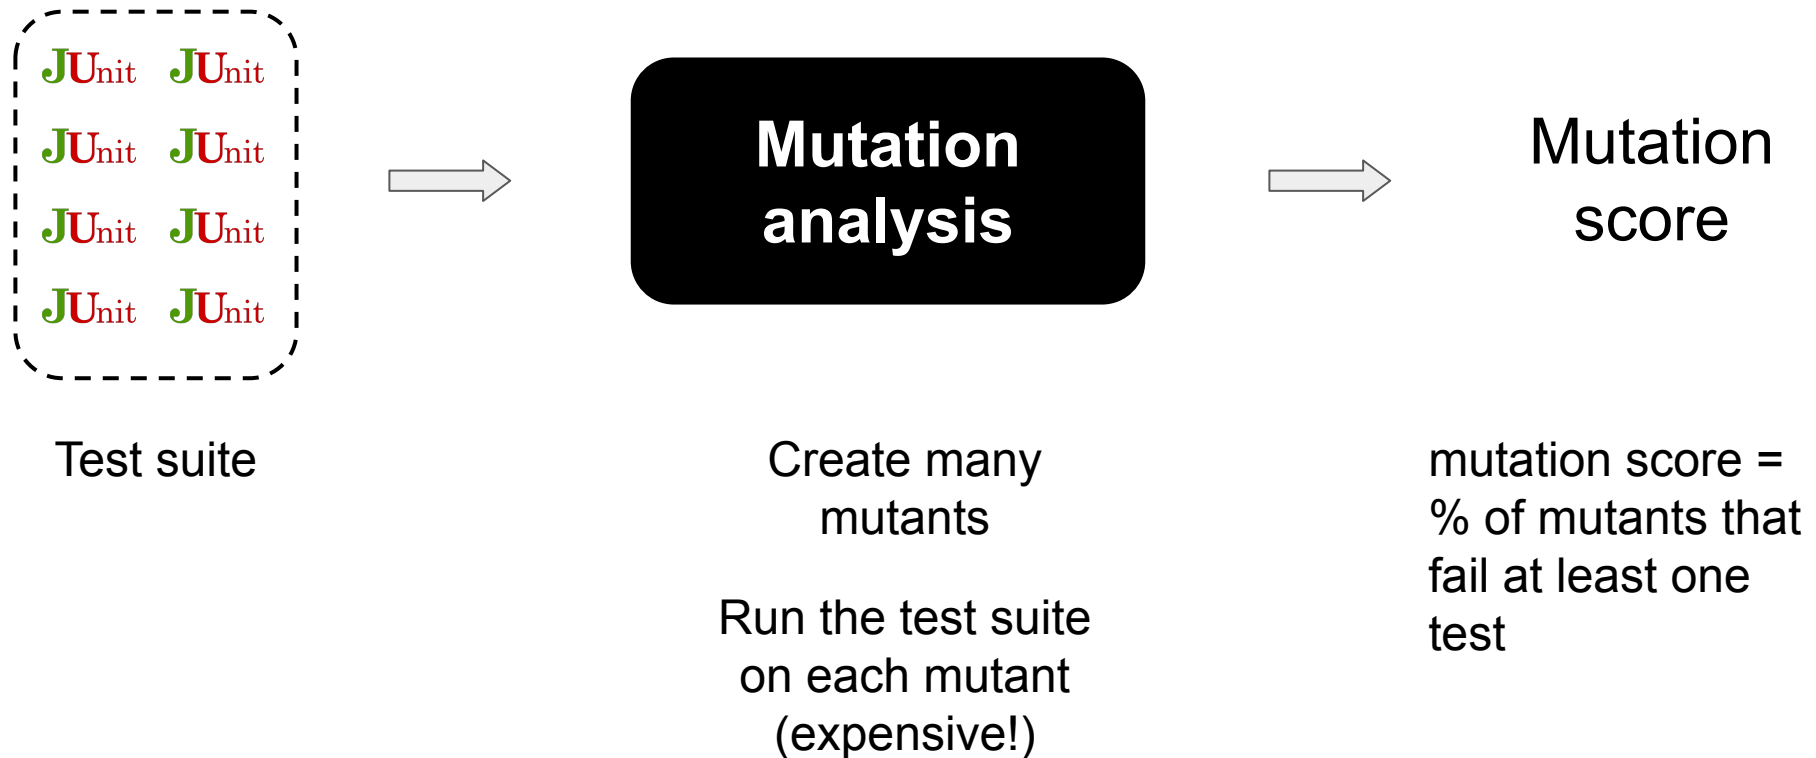 JUnit JUnit
JUnit JUnit
JUnit JUnit
JUnit JUnit
Test suite
Mutation
analysis
Create many
mutants
Run the test suite
on each mutant
(expensive!)
Mutation
score
mutation score =
% of mutants that
fail at least one
test